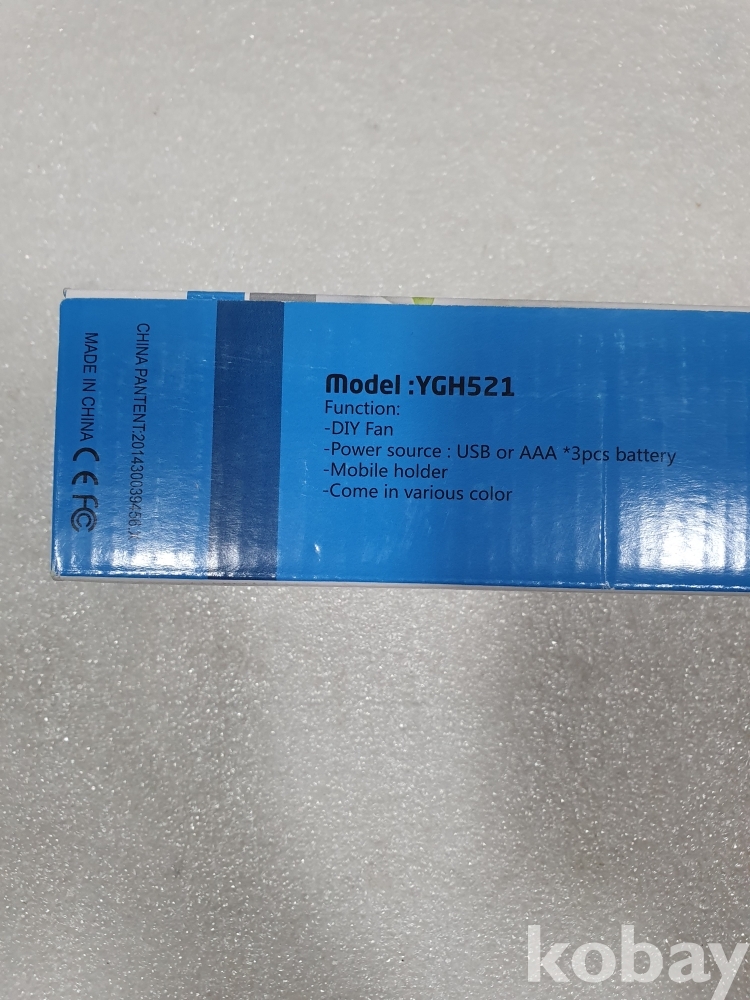 Model :YGH521
Function:
-DIY Fan
-Power source : USB or AAA *3pcs battery
-Mobile holder
-Come in various color
CHINA PANTENT:201430039456
MADE IN CHINA CE FC
kobay